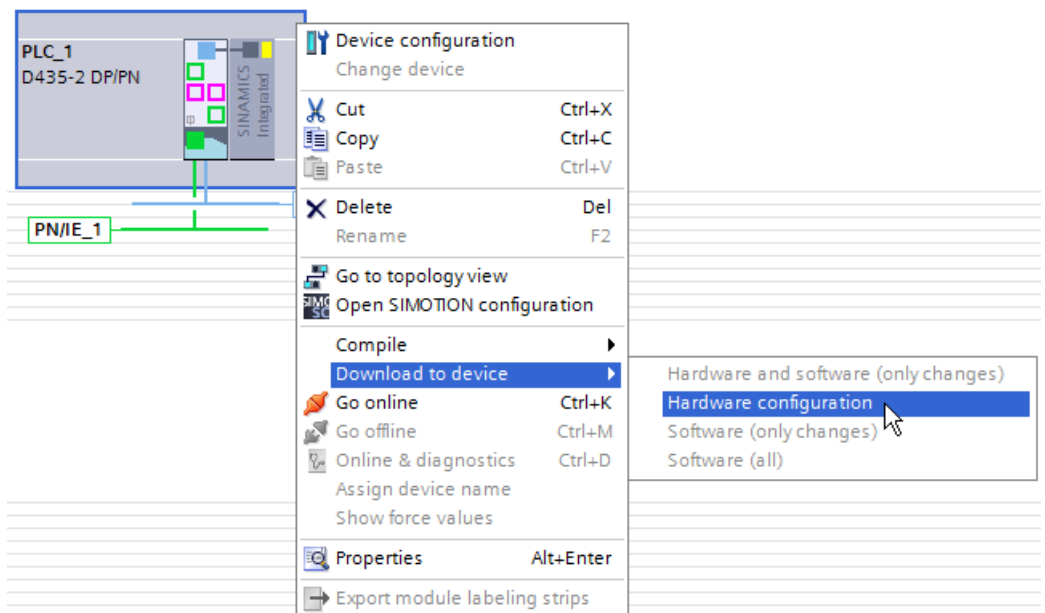 PLC_1
D435-2 DP/PN
SINAMICS
Integrated
PN/IE_1
Device configuration
Change device
Cut Ctrl+X
Copy Ctrl+C
Paste Ctrl+V
Delete Del
Rename F2
Go to topology view
Open SIMOTION configuration
Compile
Download to device
Go online Ctrl+K
Go offline Ctrl+M
Online & diagnostics Ctrl+D
Assign device name
Show force values
Properties Alt+Enter
Export module labeling strips
Hardware and software (only changes)
Hardware configuration
Software (only changes)
Software (all)